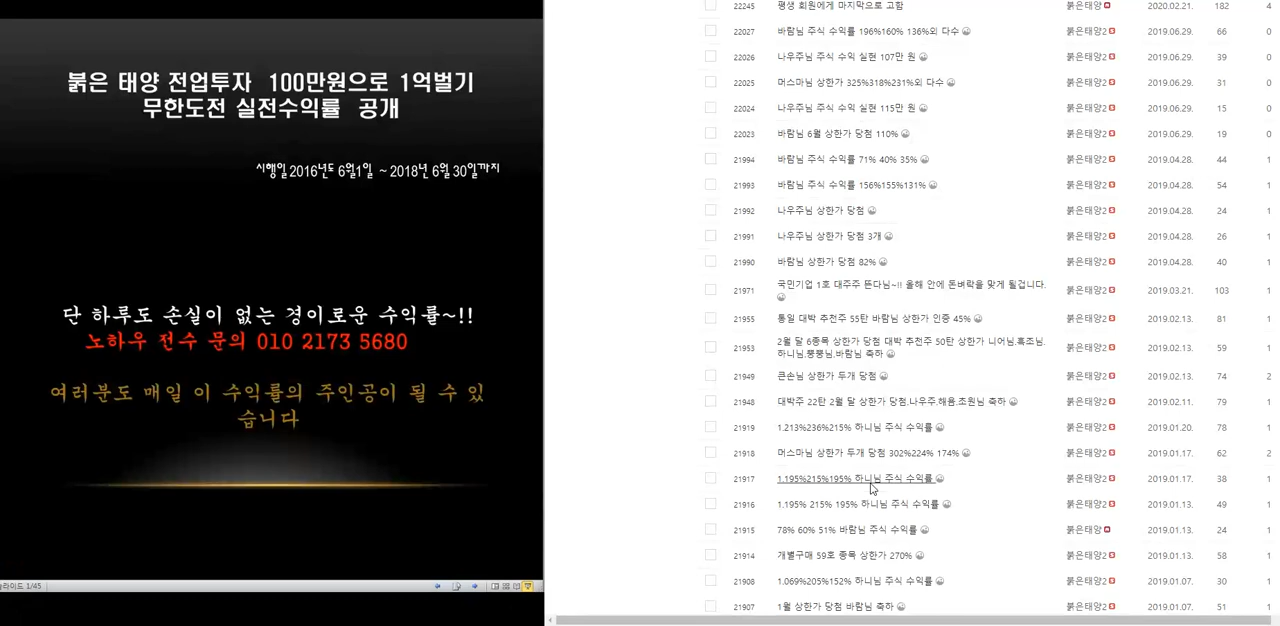 붉은 태양 전업투자 100만원으로 1억벌기
무한도전 실전수익률 공개
시행일 2016년도 6월1일 ~ 2018년 6월 30일까지
단 하루도 손실이 없는 경이로운 수익률~!!
노하우 전수 문의 010 2173 5680
여러분도 매일 이 수익률의 주인공이 될 수 있
습니다
슬라이드 1/45
22245 평생 회원에게 마지막으로 고함 붉은태양 2020.02.21. 182 4
22027 바람님 주식 수익률 196%160% 136%외 다수 붉은태양2 2019.06.29. 66 0
22026 나우주님 주식 수익 실현 107만 원 붉은태양2 2019.06.29. 39 0
22025 머스마님 상한가 325%318%231%외 다수 붉은태양2 2019.06.29. 31 0
22024 나우주님 주식 수익 실현 115만 원 붉은태양2 2019.06.29. 15 0
22023 바람님 6월 상한가 당첨 110% 붉은태양2 2019.06.29. 19 0
21994 바람님 주식 수익률 71% 40% 35% 붉은태양2 2019.04.28. 44 1
21993 바람님 주식 수익률 156%155%131% 붉은태양2 2019.04.28. 54 1
21992 나우주님 상한가 당첨 붉은태양2 2019.04.28. 24 1
21991 나우주님 상한가 당첨 3개 붉은태양2 2019.04.28. 26 1
21990 바람님 상한가 당첨 82% 붉은태양2 2019.04.28. 40 1
21971 국민기업 1호 대주주 뜬다님~!! 올해 안에 돈벼락을 맞게 될겁니다. 붉은태양2 2019.03.21. 103 1
21955 통일 대박 추전주 55탄 바람님 상한가 인증 45% 붉은태양2 2019.02.13. 81 1
21953 2월 달 6종목 상한가 당첨 대박 추전주 50탄 상한가 니어님.흑조님.
하니님.뽕뽕님.바람님 축하 붉은태양2 2019.02.13. 59 1
21949 큰손님 상한가 두개 당첨 붉은태양2 2019.02.13. 74 2
21948 대박주 22탄 2월 달 상한가 당첨.나우주.해음.조원님 축하 붉은태양2 2019.02.11. 79 1
21919 1.213%236%215% 하니님 주식 수익률 붉은태양2 2019.01.20. 78 1
21918 머스마님 상한가 두개 당첨 302%224% 174% 붉은태양2 2019.01.17. 62 2
21917 1.195%215%195% 하니님 주식 수익률 붉은태양2 2019.01.17. 38 1
21916 1.195% 215% 195% 하니님 주식 수익률 붉은태양2 2019.01.13. 49 1
21915 78% 60% 51% 바람님 주식 수익률 붉은태양 2019.01.13. 24 1
21914 개별구매 59호 종목 상한가 270% 붉은태양2 2019.01.13. 58 1
21908 1.069%205%152% 하니님 주식 수익률 붉은태양2 2019.01.07. 30 1
21907 1월 상한가 당첨 바람님 축하 붉은태양2 2019.01.07. 51 1